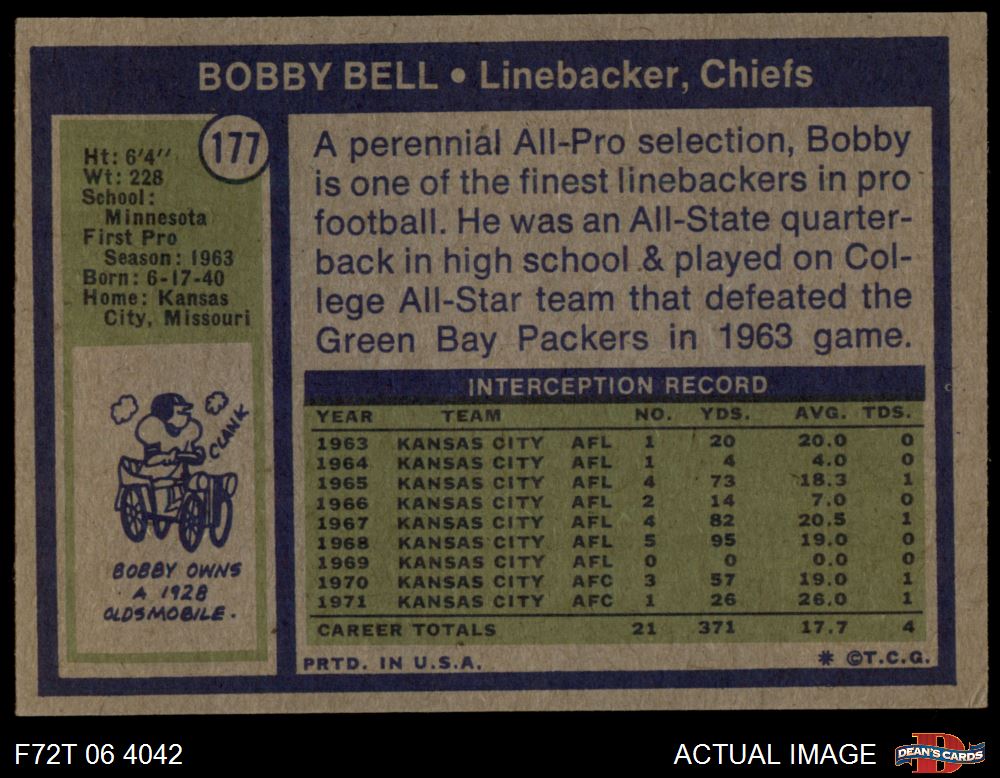 BOBBY BELL • Linebacker, Chiefs
177
Ht: 6'4''
Wt: 228
School:
Minnesota
First Pro
Season: 1963
Born: 6-17-40
Home: Kansas
City, Missouri
CLANK
BOBBY OWNS
A 1928
OLDSMOBILE.
A perennial All-Pro selection, Bobby
is one of the finest linebackers in pro
football. He was an All-State quarter-
back in high school & played on Col-
lege All-Star team that defeated the
Green Bay Packers in 1963 game.
INTERCEPTION RECORD
YEAR TEAM NO. YDS. AVG. TDS.
1963 KANSAS CITY AFL 1 20 20.0 0
1964 KANSAS CITY AFL 1 4 4.0 0
1965 KANSAS CITY AFL 4 73 18.3 1
1966 KANSAS CITY AFL 2 14 7.0 0
1967 KANSAS CITY AFL 4 82 20.5 1
1968 KANSAS CITY AFL 5 95 19.0 0
1969 KANSAS CITY AFL 0 0 0.0 0
1970 KANSAS CITY AFC 3 57 19.0 1
1971 KANSAS CITY AFC 1 26 26.0 1
CAREER TOTALS 21 371 17.7 4
PRTD. IN U.S.A. * ©T.C.G.
F72T 06 4042
ACTUAL IMAGE
D
DEAN'S CARDS